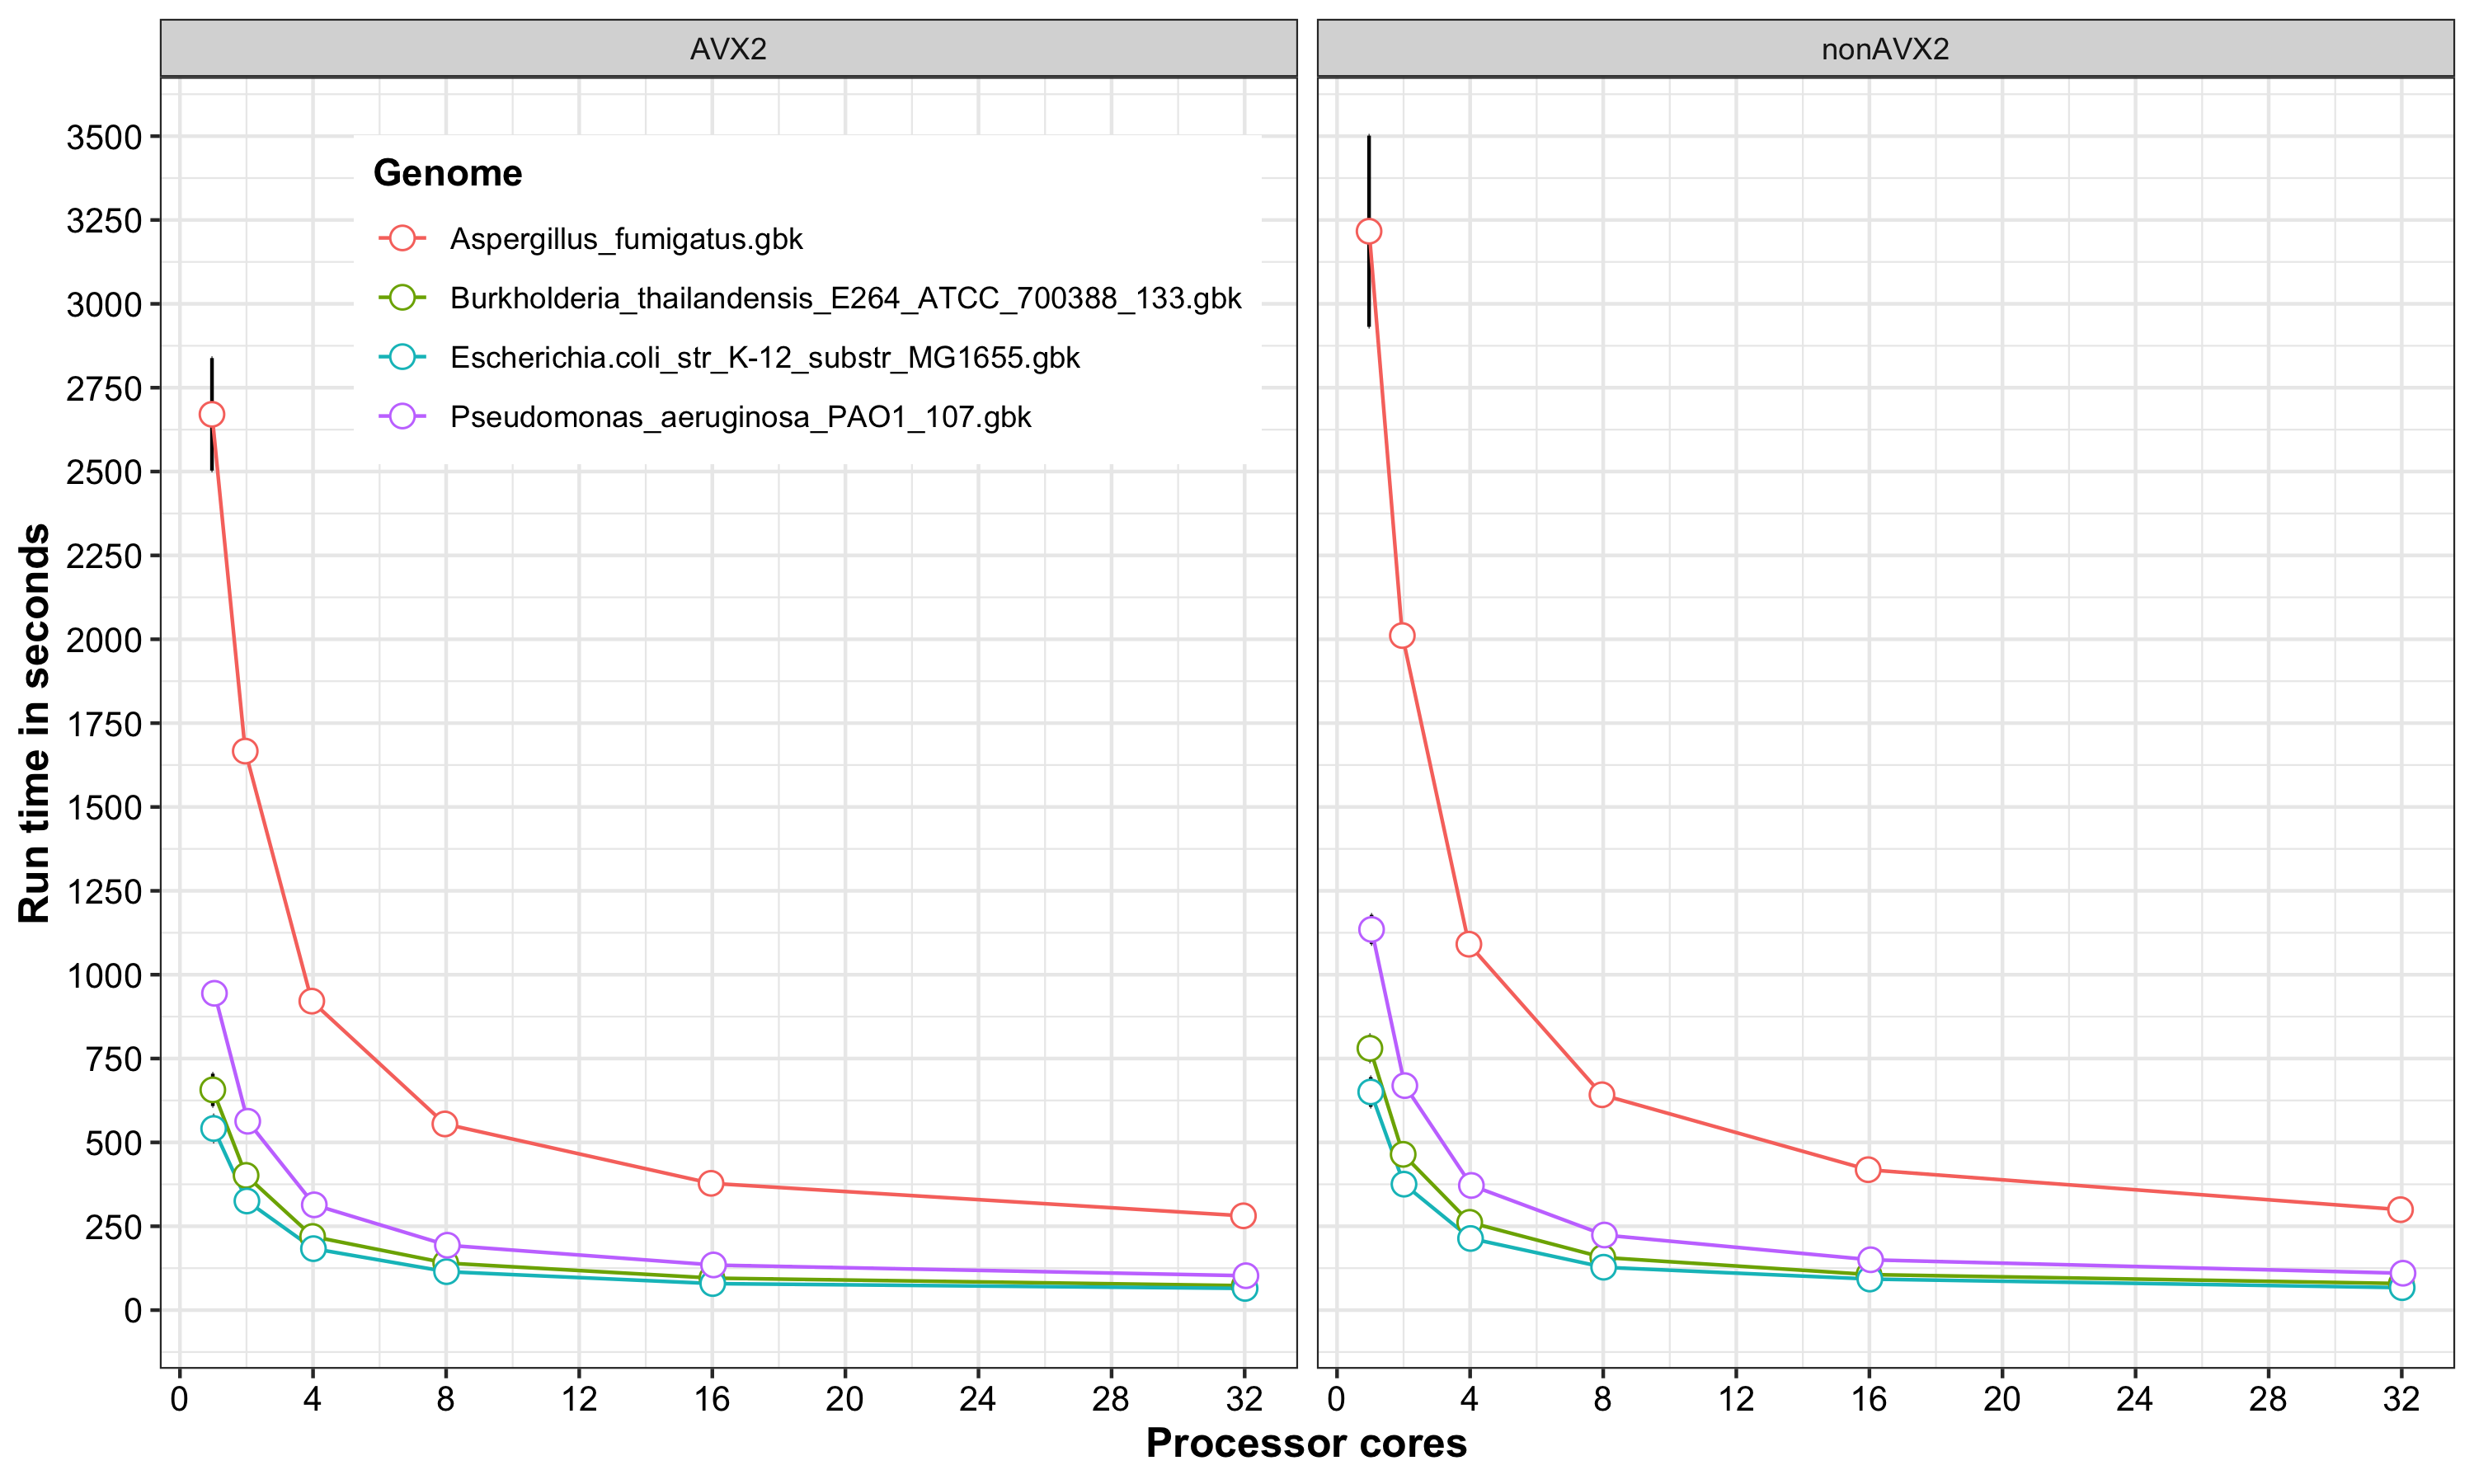 AVX2
nonAVX2
Run time in seconds
3500
3250
3000
2750
2500
2250
2000
1750
1500
1250
1000
750
500
250
0
Genome
Aspergillus_fumigatus.gbk
Burkholderia_thailandensis_E264_ATCC_700388_133.gbk
Escherichia.coli_str_K-12_substr_MG1655.gbk
Pseudomonas_aeruginosa_PAO1_107.gbk
0 4 8 12 16 20 24 28 32
0 4 8 12 16 20 24 28 32
Processor cores